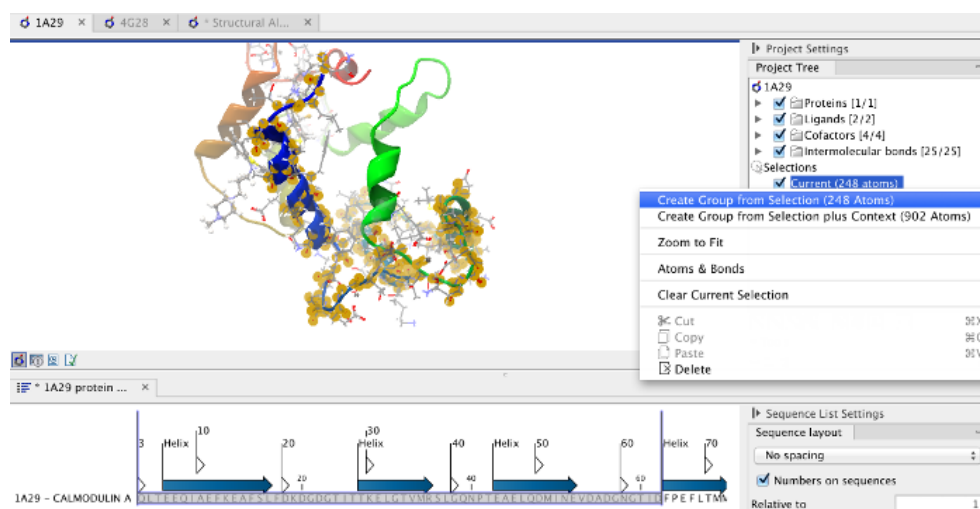 1A29 4G28 * Structural Al...
Project Settings
Project Tree
1A29
Proteins [1/1]
Ligands [2/2]
Cofactors [4/4]
Intermolecular bonds [25/25]
Selections
Current (248 atoms)
Create Group from Selection (248 Atoms)
Create Group from Selection plus Context (902 Atoms)
Zoom to Fit
Atoms & Bonds
Clear Current Selection
Cut ⌘X
Copy
Paste ⌘V
Delete
* 1A29 protein ...
Sequence List Settings
Sequence layout
No spacing
Numbers on sequences
Relative to 1
3 Helix 10 20 Helix 30 40 Helix 50 60 Helix 70
20 40 60
1A29 - CALMODULIN A